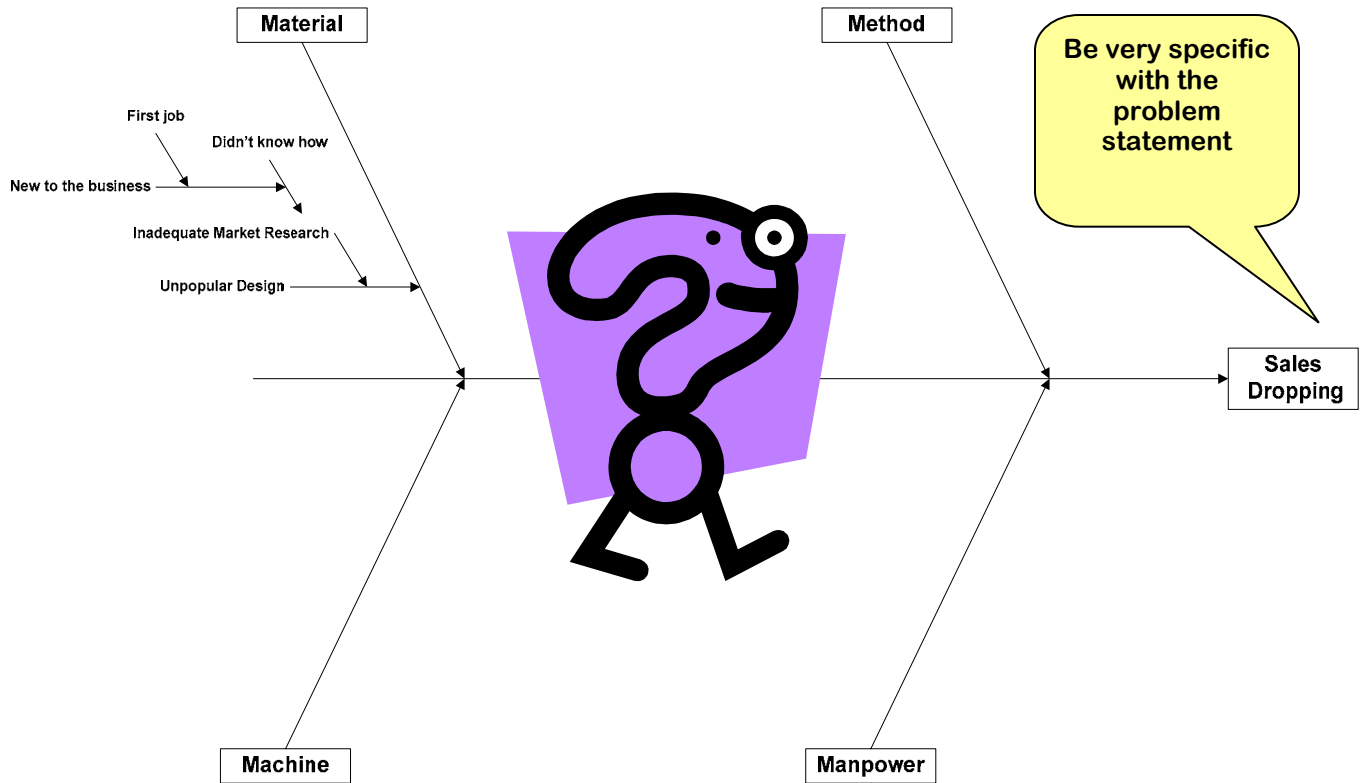 Material
Method
Be very specific
with the
problem
statement
First job
Didn't know how
New to the business
Inadequate Market Research
Unpopular Design
Sales
Dropping
Machine
Manpower